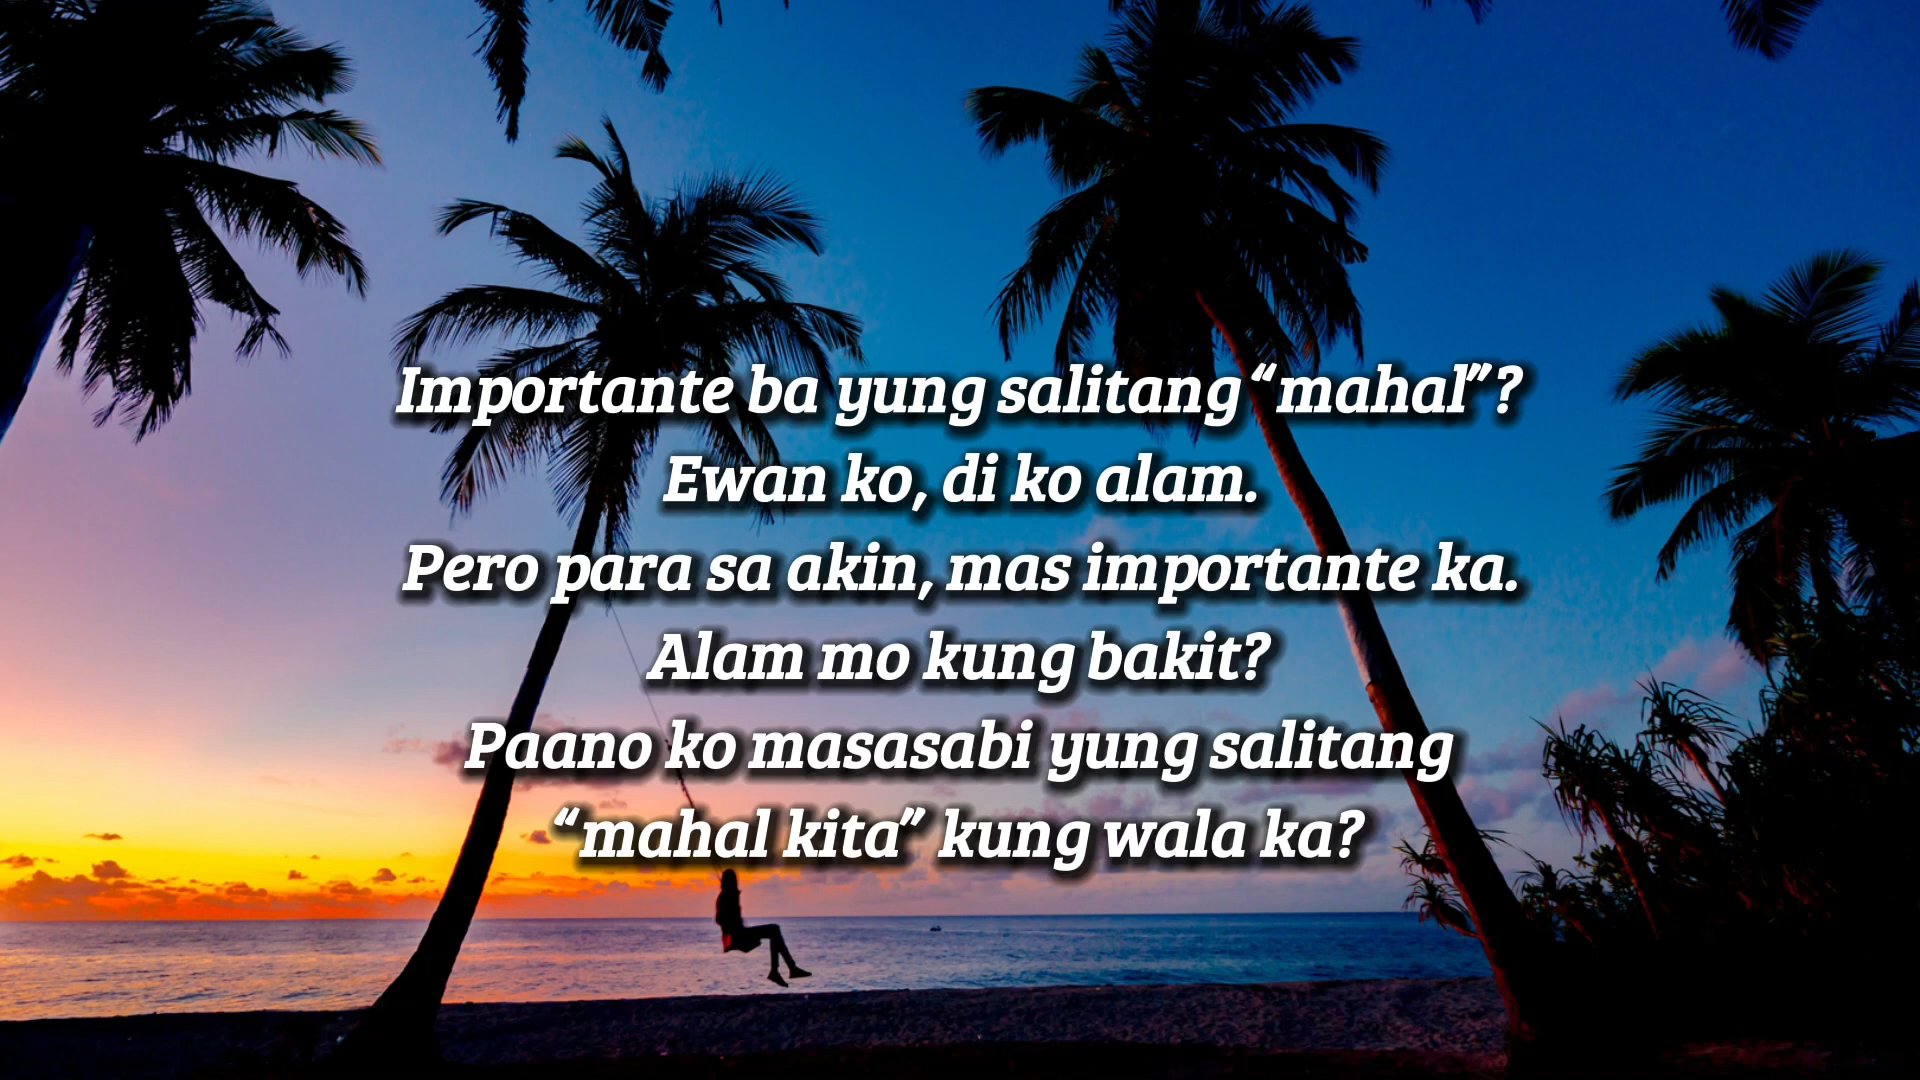 Importante ba yung salitang “mahal”?
Ewan ko, di ko alam.
Pero para sa akin, mas importante ka.
Alam mo kung bakit?
Paano ko masasabi yung salitang
“mahal kita” kung wala ka?